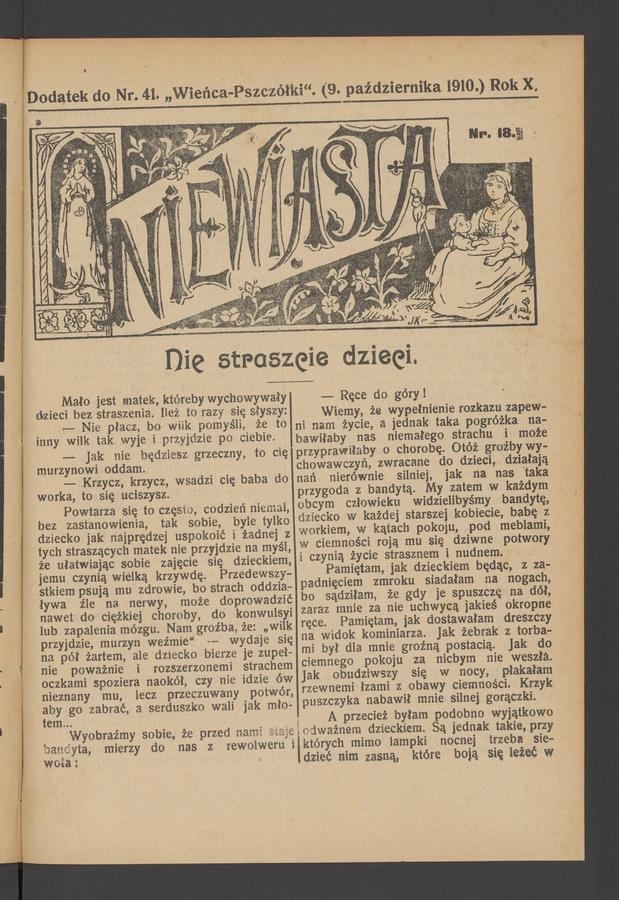 Dodatek do Nr. 41. „Wieńca-Pszczółki“. (9. października 1910.) Rok X.
Nr. 18.
NIEWIASTA
JK
Nie straszcie dzieci.
Mało jest matek, któreby wychowywały
dzieci bez straszenia. Ileż to razy się słyszy:
— Nie płacz, bo wilk pomyśli, że to
inny wilk tak wyje i przyjdzie po ciebie.
— Jak nie będziesz grzeczny, to cię
murzynowi oddam.
— Krzycz, krzycz, wsadzi cię baba do
worka, to się uciszysz.
Powtarza się to często, codzień niemal,
bez zastanowienia, tak sobie, byle tylko
dziecko jak najprędzej uspokoić i żadnej z
tych straszących matek nie przyjdzie na myśl,
że ułatwiając sobie zajęcie się dzieckiem,
jemu czynią wielką krzywdę. Przedewszy-
stkiem psują mu zdrowie, bo strach oddzia-
ływa źle na nerwy, może doprowadzić
nawet do ciężkiej choroby, do konwulsyi
lub zapalenia mózgu. Nam groźba, że: „wilk
przyjdzie, murzyn weźmie“ — wydaje się
na pół żartem, ale dziecko bierze je zupeł-
nie poważnie i rozszerzonemi strachem
oczkami spoziera naokół, czy nie idzie ów
nieznany mu, lecz przeczuwany potwór,
aby go zabrać, a serduszko wali jak mło-
tem...
Wyobraźmy sobie, że przed nami staje
bandyta, mierzy do nas z rewolweru i
woła:
— Ręce do góry!
Wiemy, że wypełnienie rozkazu zapew-
ni nam życie, a jednak taka pogróżka na-
bawiłaby nas niemałego strachu i może
przyprawiłaby o chorobę. Otóż groźby wy-
chowawczyń, zwracane do dzieci, działają
nań nierównie silniej, jak na nas taka
przygoda z bandytą. My zatem w każdym
obcym człowieku widzielibyśmy bandytę,
dziecko w każdej starszej kobiecie, babę z
workiem, w kątach pokoju, pod meblami,
w ciemności roją mu się dziwne potwory
i czynią życie strasznem i nudnem.
Pamiętam, jak dzieckiem będąc, z za-
padnięciem zmroku siadałam na nogach,
bo sądziłam, że gdy je spuszczę na dół,
zaraz mnie za nie uchwycą jakieś okropne
ręce. Pamiętam, jak dostawałam dreszczy
na widok kominiarza. Jak żebrak z torba-
mi był dla mnie groźną postacią. Jak do
ciemnego pokoju za nicbym nie weszła.
Jak obudziwszy się w nocy, płakałam
rzewnemi łzami z obawy ciemności. Krzyk
puszczyka nabawił mnie silnej gorączki.
A przecież byłam podobno wyjątkowo
odważnem dzieckiem. Są jednak takie, przy
których mimo lampki nocnej trzeba sie-
dzieć nim zasną, które boją się leżeć w